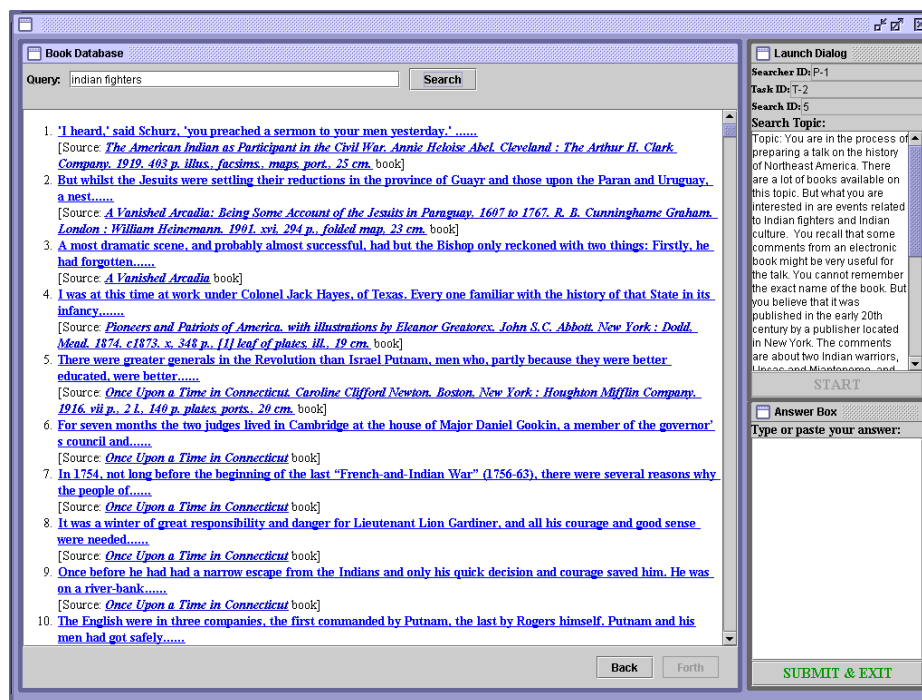 Book Database
Query: indian fighters Search
1. 'I heard,' said Schurz, 'you preached a sermon to your men yesterday.' ......
[Source: The American Indian as Participant in the Civil War. Annie Heloise Abel. Cleveland : The Arthur H. Clark
Company. 1919. 403 p. illus., facsims., maps, port., 25 cm. book]
2. But whilst the Jesuits were settling their reductions in the province of Guayr and those upon the Paran and Uruguay,
a nest......
[Source: A Vanished Arcadia: Being Some Account of the Jesuits in Paraguay. 1607 to 1767. R. B. Cunninghame Graham.
London : William Heinemann. 1901. xvi, 294 p., folded map, 23 cm. book]
3. A most dramatic scene, and probably almost successful, had but the Bishop only reckoned with two things: Firstly, he
had forgotten......
[Source: A Vanished Arcadia book]
4. I was at this time at work under Colonel Jack Hayes, of Texas. Every one familiar with the history of that State in its
infancy.......
[Source: Pioneers and Patriots of America. with illustrations by Eleanor Greatorex. John S.C. Abbott. New York : Dodd,
Mead. 1874, c1873. x, 348 p., [1] leaf of plates, ill., 19 cm. book]
5. There were greater generals in the Revolution than Israel Putnam, men who, partly because they were better
educated, were better......
[Source: Once Upon a Time in Connecticut. Caroline Clifford Newton. Boston, New York : Houghton Mifflin Company.
1916. vii p., 2 l., 140 p. plates, ports., 20 cm. book]
6. For seven months the two judges lived in Cambridge at the house of Major Daniel Gookin, a member of the governor'
s council and......
[Source: Once Upon a Time in Connecticut book]
7. In 1754, not long before the beginning of the last “French-and-Indian War” (1756-63), there were several reasons why
the people of......
[Source: Once Upon a Time in Connecticut book]
8. It was a winter of great responsibility and danger for Lieutenant Lion Gardiner, and all his courage and good sense
were needed......
[Source: Once Upon a Time in Connecticut book]
9. Once before he had had a narrow escape from the Indians and only his quick decision and courage saved him. He was
on a river-bank......
[Source: Once Upon a Time in Connecticut book]
10. The English were in three companies, the first commanded by Putnam, the last by Rogers himself. Putnam and his
men had got safely......
Back Forth
Launch Dialog
Searcher ID: P-1
Task ID: T-2
Search ID: 5
Search Topic:
Topic: You are in the process of
preparing a talk on the history
of Northeast America. There
are a lot of books available on
this topic. But what you are
interested in are events related
to Indian fighters and Indian
culture. You recall that some
comments from an electronic
book might be very useful for
the talk. You cannot remember
the exact name of the book. But
you believe that it was
published in the early 20th
century by a publisher located
in New York. The comments
are about two Indian warriors,
Uncas and Miantonomo, and
START
Answer Box
Type or paste your answer:
SUBMIT & EXIT